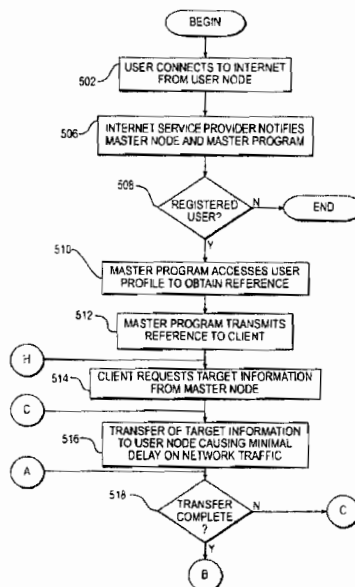 BEGIN
502
USER CONNECTS TO INTERNET
FROM USER NODE
506
INTERNET SERVICE PROVIDER NOTIFIES
MASTER NODE AND MASTER PROGRAM
508
REGISTERED
USER?
N
END
Y
510
MASTER PROGRAM ACCESSES USER
PROFILE TO OBTAIN REFERENCE
512
MASTER PROGRAM TRANSMITS
REFERENCE TO CLIENT
H
514
CLIENT REQUESTS TARGET INFORMATION
FROM MASTER NODE
C
516
TRANSFER OF TARGET INFORMATION
TO USER NODE CAUSING MINIMAL
DELAY ON NETWORK TRAFFIC
A
518
TRANSFER
COMPLETE
?
N
C
Y
B